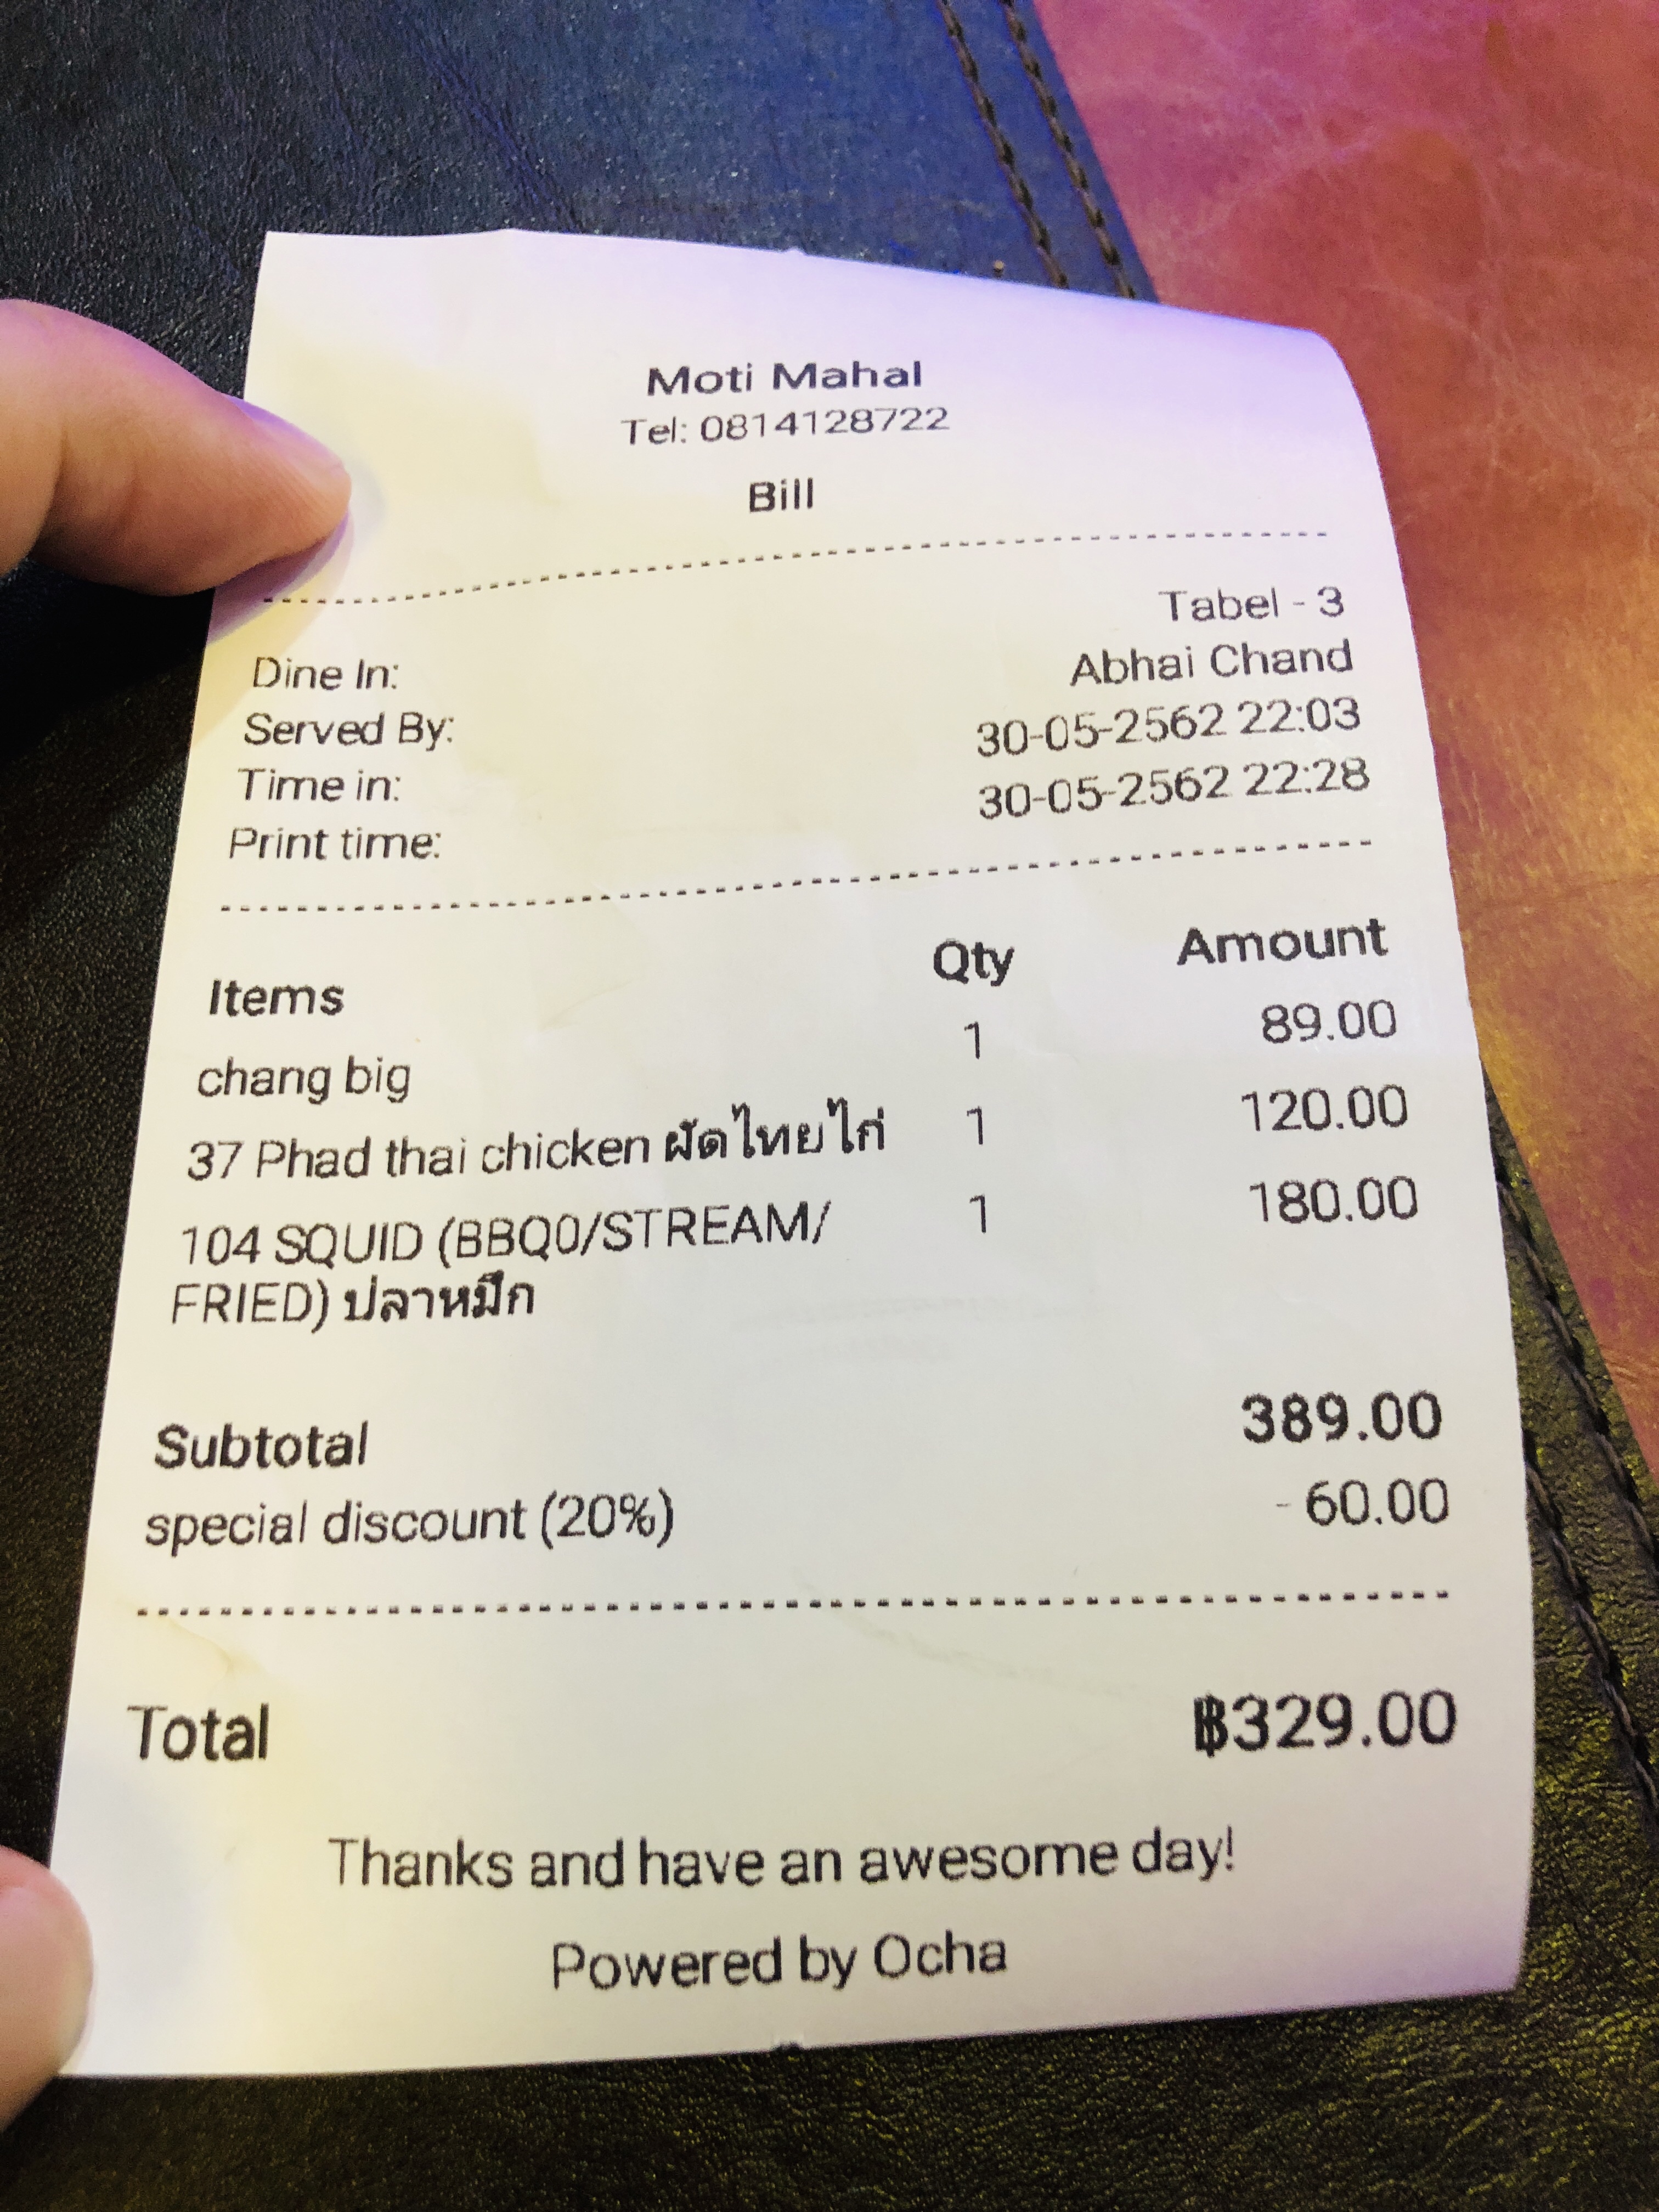 Moti Mahal
Tel: 0814128722
Bill
Dine In: Tabel - 3
Served By: Abhai Chand
Time in: 30-05-2562 22:03
Print time: 30-05-2562 22:28
Items Qty Amount
chang big 1 89.00
37 Phad thai chicken ผัดไทยไก่ 1 120.00
104 SQUID (BBQ0/STREAM/ 1 180.00
FRIED) ปลาหมึก
Subtotal 389.00
special discount (20%) - 60.00
Total ฿329.00
Thanks and have an awesome day!
Powered by Ocha